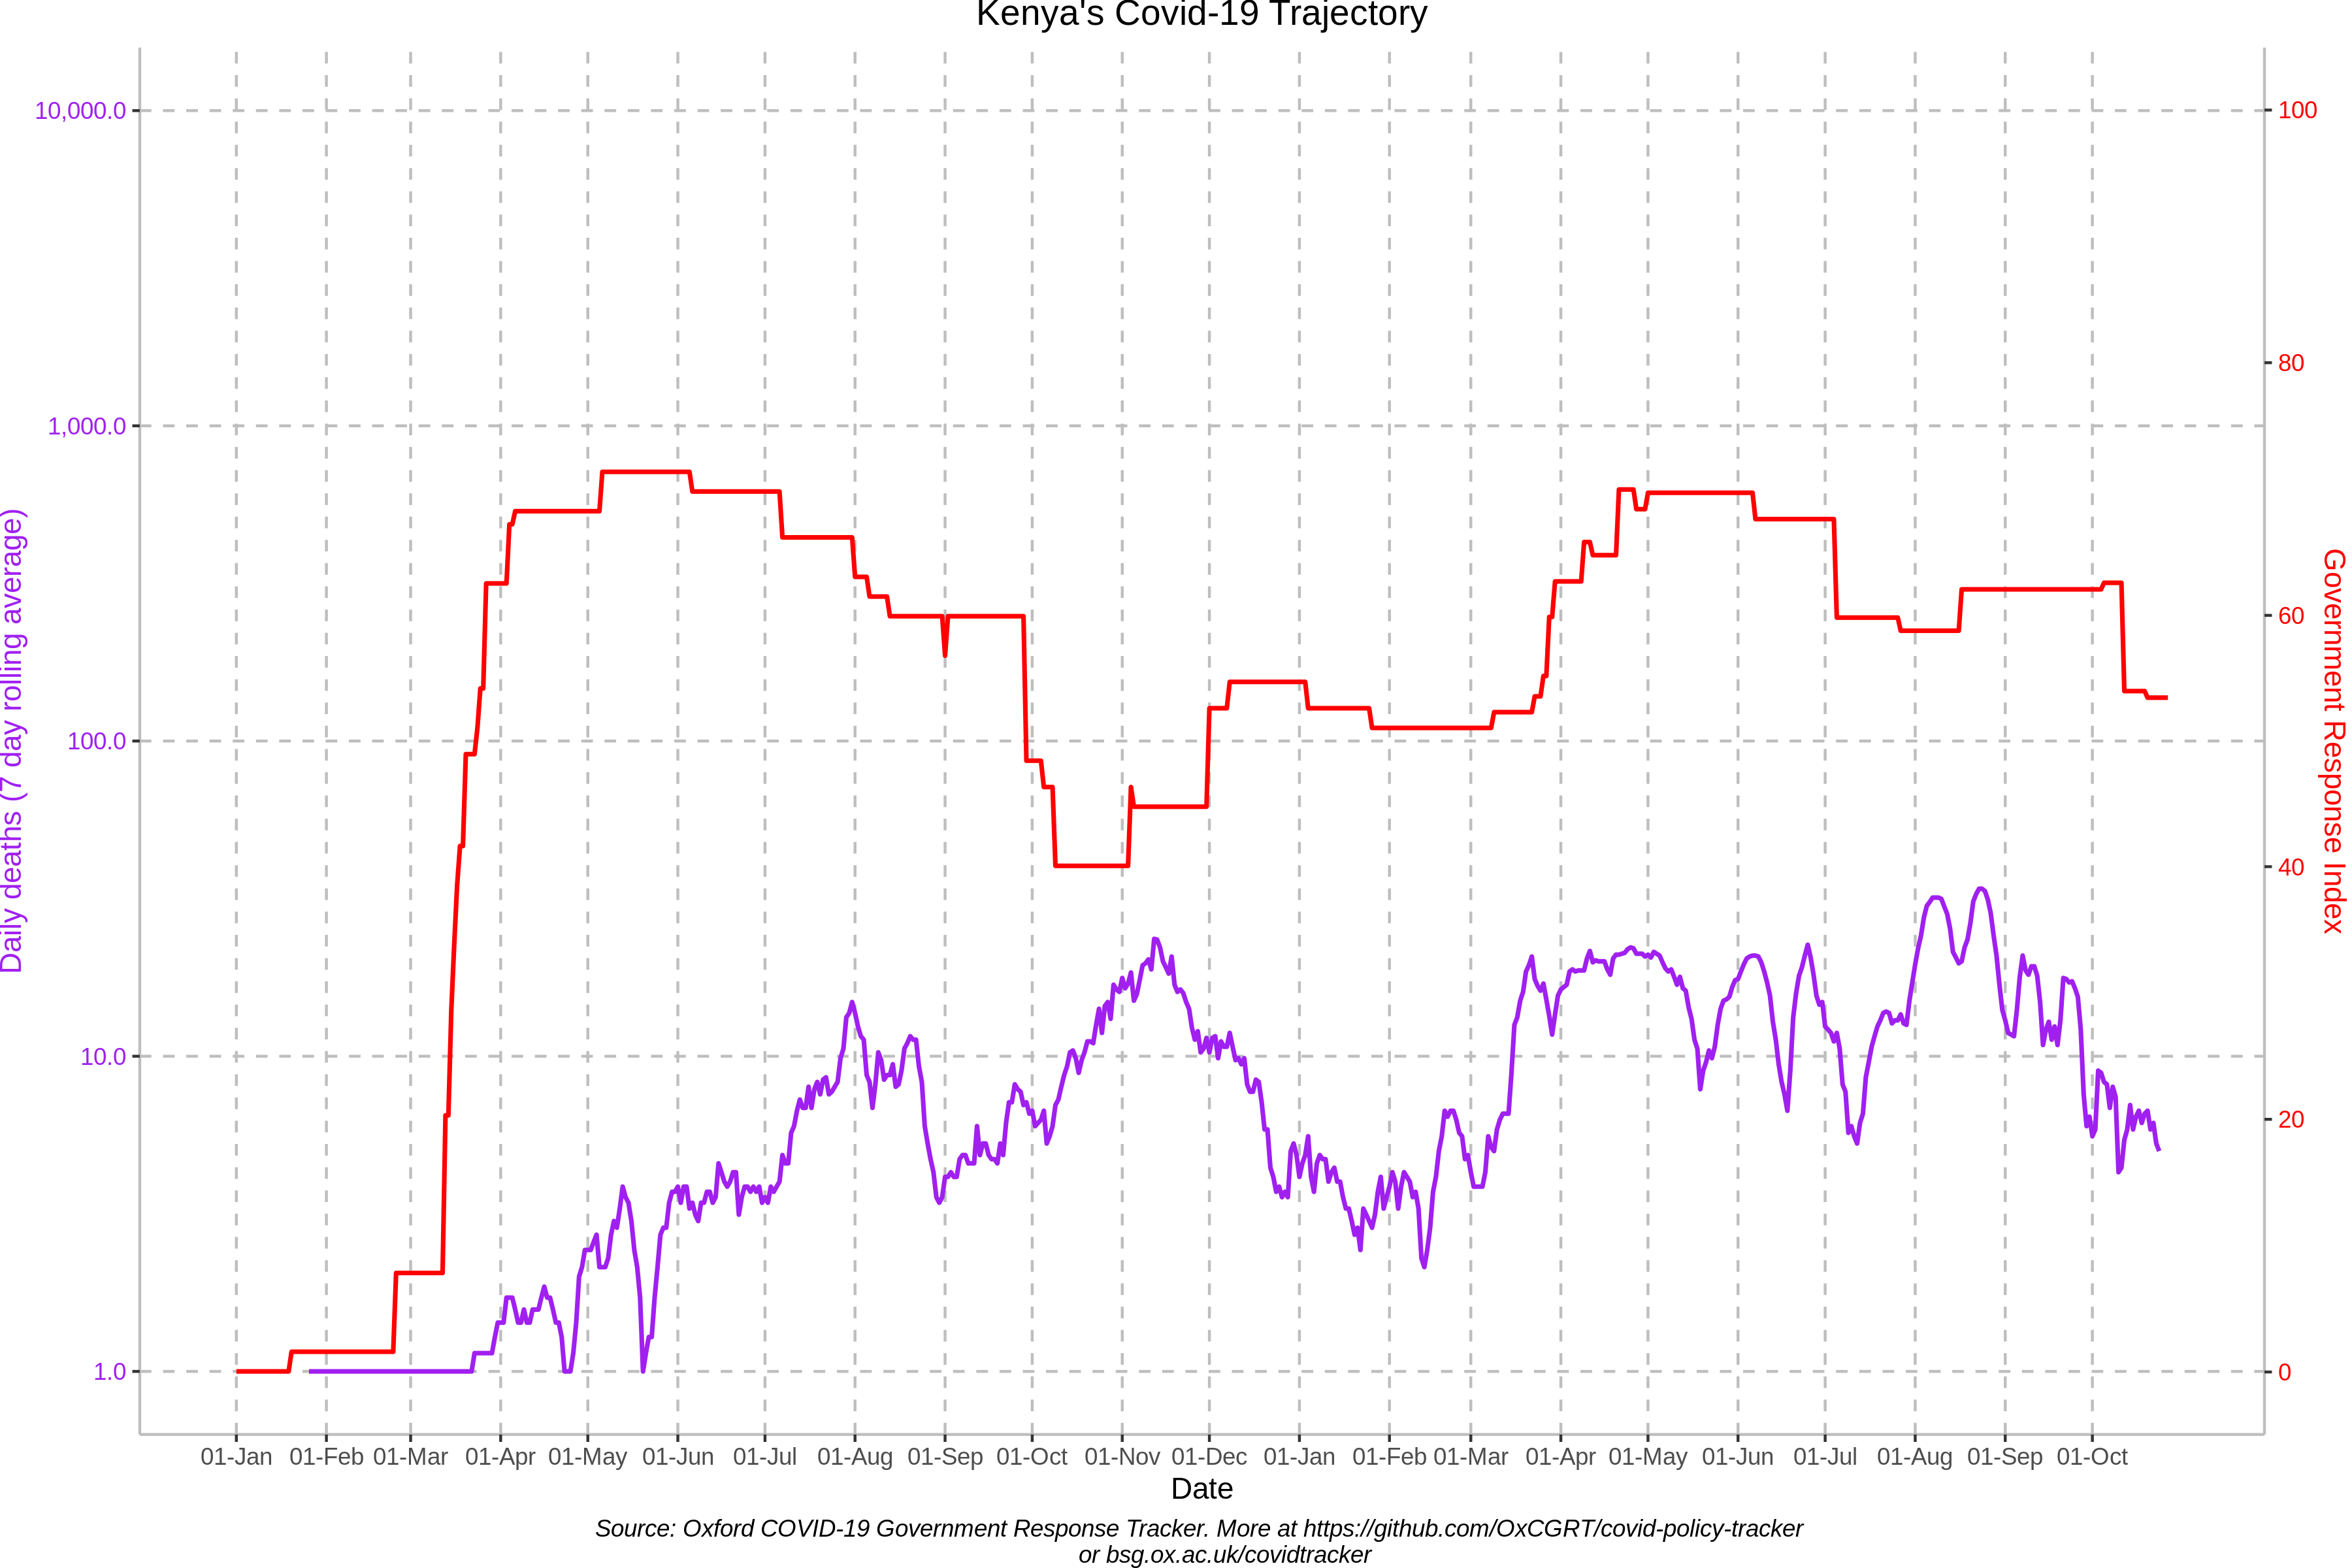 Kenya's Covid-19 Trajectory
10,000.0
1,000.0
100.0
10.0
1.0
Daily deaths (7 day rolling average)
100
80
60
40
20
0
Government Response Index
01-Jan 01-Feb 01-Mar 01-Apr 01-May 01-Jun 01-Jul 01-Aug 01-Sep 01-Oct 01-Nov 01-Dec 01-Jan 01-Feb 01-Mar 01-Apr 01-May 01-Jun 01-Jul 01-Aug 01-Sep 01-Oct
Date
Source: Oxford COVID-19 Government Response Tracker. More at https://github.com/OxCGRT/covid-policy-tracker
or bsg.ox.ac.uk/covidtracker